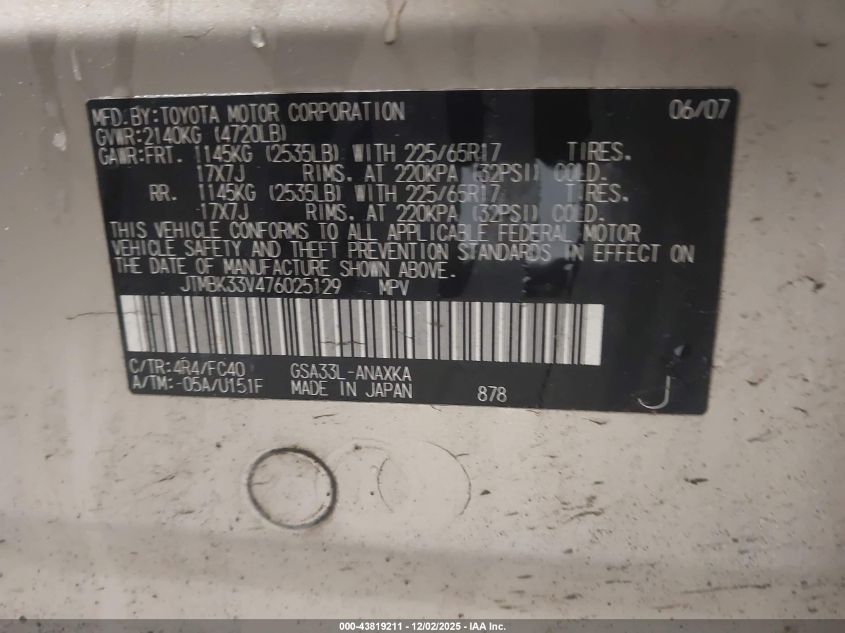 MFD.BY:TOYOTA MOTOR CORPORATION 06/07
GVWR:2140KG (4720LB)
GAWR:FRT. 1145KG (2535LB) WITH 225/65R17 TIRES.
17X7J RIMS. AT 220KPA (32PSI) COLD.
RR. 1145KG (2535LB) WITH 225/65R17 TIRES.
17X7J RIMS. AT 220KPA (32PSI) COLD.
THIS VEHICLE CONFORMS TO ALL APPLICABLE FEDERAL MOTOR
VEHICLE SAFETY AND THEFT PREVENTION STANDARDS IN EFFECT ON
THE DATE OF MANUFACTURE SHOWN ABOVE.
JTMBK33V476025129 MPV
C/TR:4R4/FC40 GSA33L-ANAXKA
A/TM:-05A/U151F MADE IN JAPAN 878 J
000-43819211 - 12/02/2025 - IAA Inc.